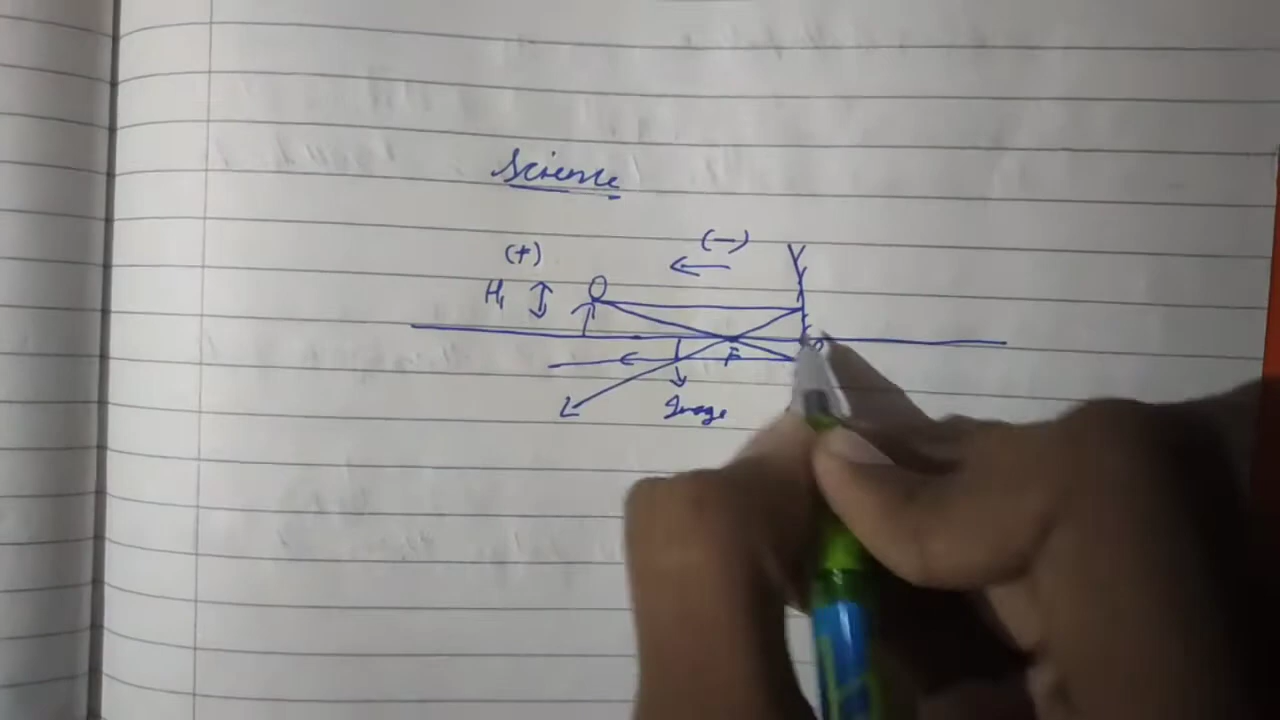 Science
(+) (-)
H₁ O
F P
Image